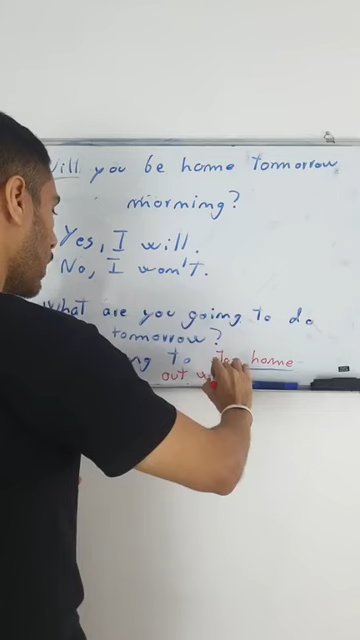 Will you be home tomorrow
morning?
Yes, I will.
No, I won't.
What are you going to do
tomorrow?
to home
out